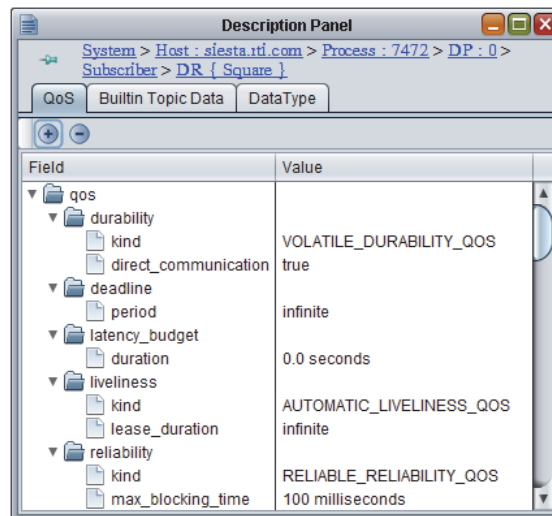 Description Panel
System > Host : siesta.rti.com > Process : 7472 > DP : 0 >
Subscriber > DR { Square }
QoS Builtin Topic Data DataType
Field Value
qos
durability
kind VOLATILE_DURABILITY_QOS
direct_communication true
deadline
period infinite
latency_budget
duration 0.0 seconds
liveliness
kind AUTOMATIC_LIVELINESS_QOS
lease_duration infinite
reliability
kind RELIABLE_RELIABILITY_QOS
max_blocking_time 100 milliseconds